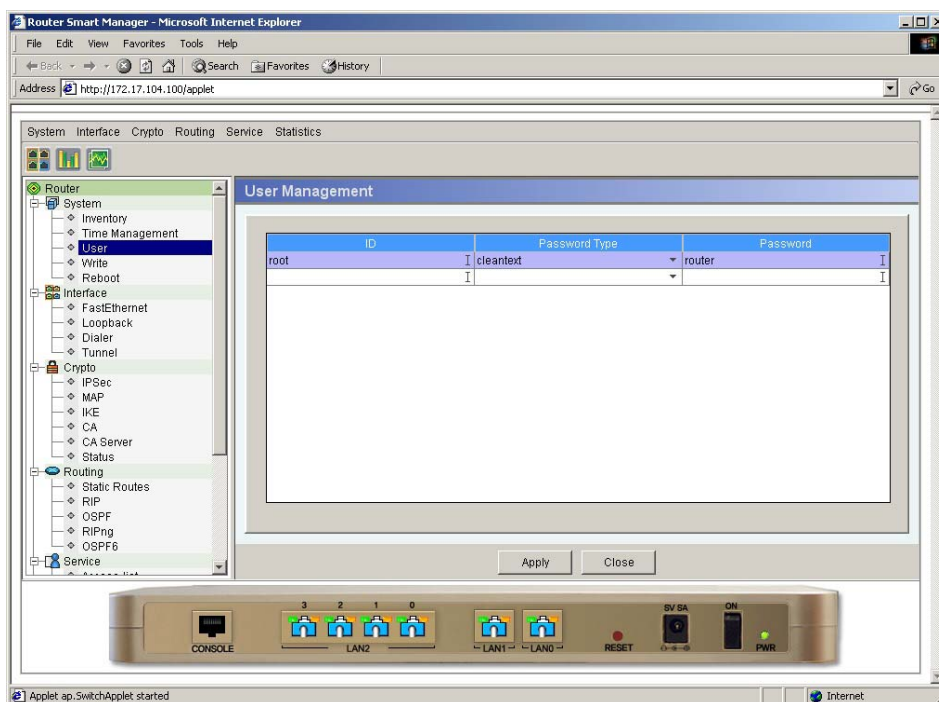 Router Smart Manager - Microsoft Internet Explorer
File Edit View Favorites Tools Help
Back Search Favorites History
Address http://172.17.104.100/applet Go
System Interface Crypto Routing Service Statistics
Router
System
Inventory
Time Management
User
Write
Reboot
Interface
FastEthernet
Loopback
Dialer
Tunnel
Crypto
IPSec
MAP
IKE
CA
CA Server
Status
Routing
Static Routes
RIP
OSPF
RIPng
OSPF6
Service
User Management
ID Password Type Password
root cleantext router
Apply Close
3 2 1 0
CONSOLE
LAN2
LAN1 LAN0
RESET
5V 5A
ON
PWR
Applet ap.SwitchApplet started
Internet